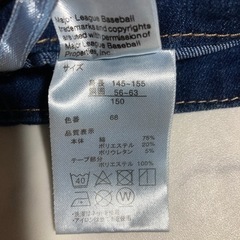 Major League Baseball
trademarks and copyrights
are used with permission of
Major League Baseball
Properties, Inc.
サイズ
身長 145~155
胴囲 56~63
150
色番 68
品質表示
本体 綿 75%
ポリエステル 20%
ポリウレタン 5%
テープ部分
ポリエステル 100%
40